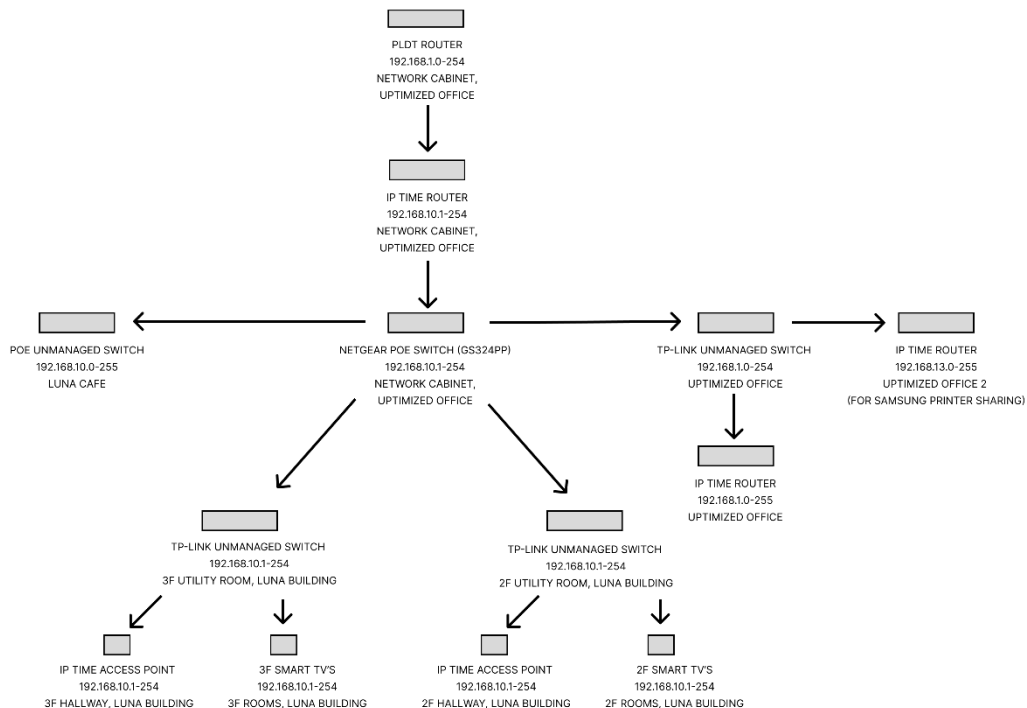 PLDT ROUTER
192.168.1.0-254
NETWORK CABINET,
UPTIMIZED OFFICE
IP TIME ROUTER
192.168.10.1-254
NETWORK CABINET,
UPTIMIZED OFFICE
POE UNMANAGED SWITCH
192.168.10.0-255
LUNA CAFE
NETGEAR POE SWITCH (GS324PP)
192.168.10.1-254
NETWORK CABINET,
UPTIMIZED OFFICE
TP-LINK UNMANAGED SWITCH
192.168.1.0-254
UPTIMIZED OFFICE
IP TIME ROUTER
192.168.13.0-255
UPTIMIZED OFFICE 2
(FOR SAMSUNG PRINTER SHARING)
IP TIME ROUTER
192.168.1.0-255
UPTIMIZED OFFICE
TP-LINK UNMANAGED SWITCH
192.168.10.1-254
3F UTILITY ROOM, LUNA BUILDING
TP-LINK UNMANAGED SWITCH
192.168.10.1-254
2F UTILITY ROOM, LUNA BUILDING
IP TIME ACCESS POINT
192.168.10.1-254
3F HALLWAY, LUNA BUILDING
3F SMART TV'S
192.168.10.1-254
3F ROOMS, LUNA BUILDING
IP TIME ACCESS POINT
192.168.10.1-254
2F HALLWAY, LUNA BUILDING
2F SMART TV'S
192.168.10.1-254
2F ROOMS, LUNA BUILDING